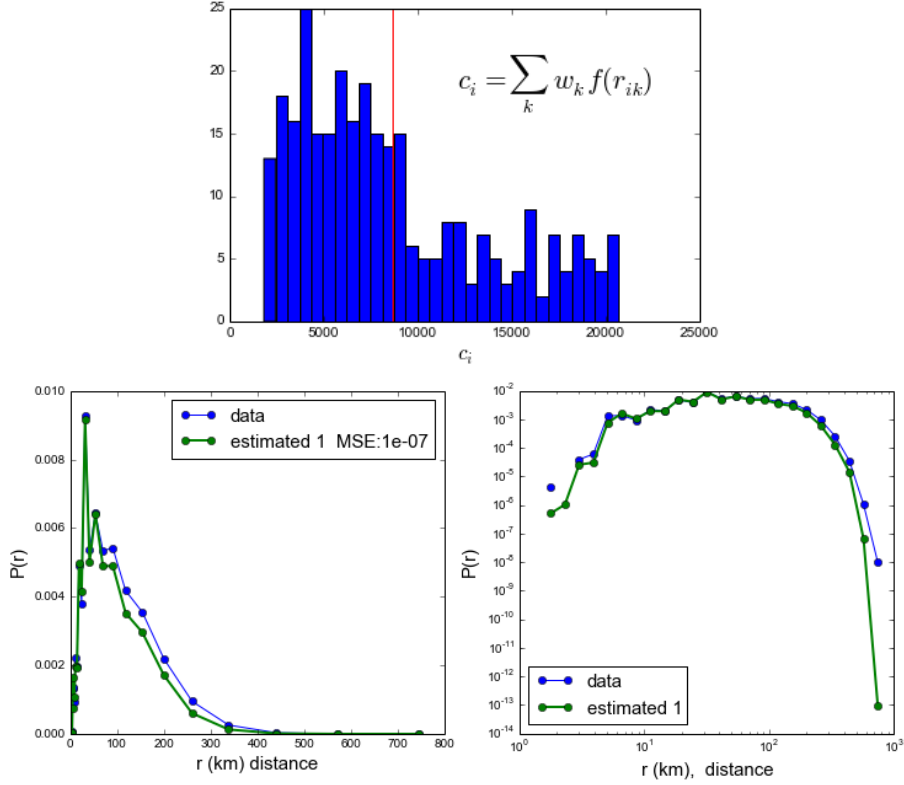 25
20
15
10
5
0
0 5000 10000 15000 20000 25000
c_i
c_i = ∑_k w_k f(r_{ik})
0.010
0.008
0.006
0.004
0.002
0.000
P(r)
0 100 200 300 400 500 600 700 800
r (km) distance
data
estimated 1 MSE:1e-07
10^{-2}
10^{-3}
10^{-4}
10^{-5}
10^{-6}
10^{-7}
10^{-8}
10^{-9}
10^{-10}
10^{-11}
10^{-12}
10^{-13}
10^{-14}
P(r)
10^0 10^1 10^2 10^3
r (km), distance
data
estimated 1